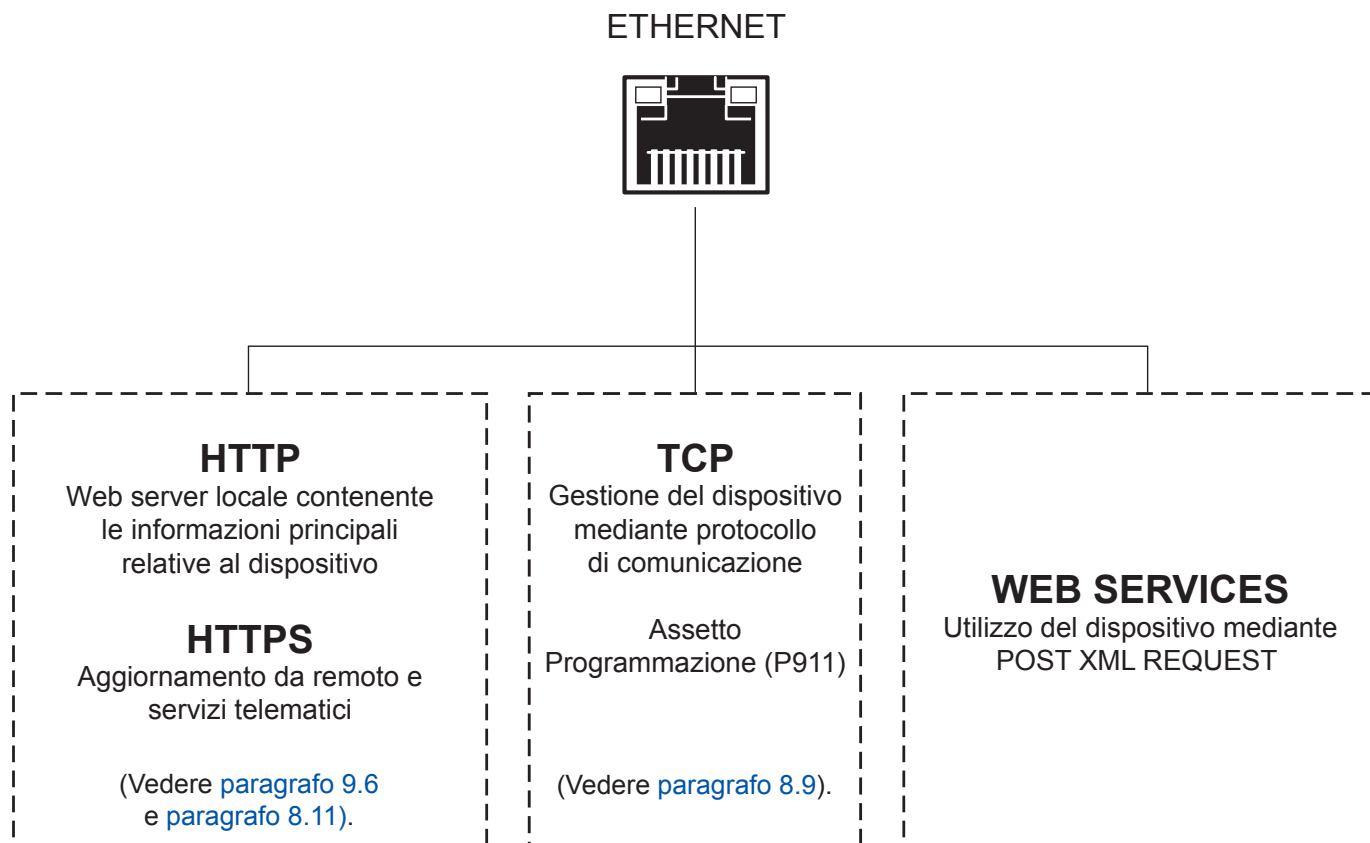 ETHERNET
HTTP
Web server locale contenente
le informazioni principali
relative al dispositivo
HTTPS
Aggiornamento da remoto e
servizi telematici
(Vedere paragrafo 9.6
e paragrafo 8.11).
TCP
Gestione del dispositivo
mediante protocollo
di comunicazione
Assetto
Programmazione (P911)
(Vedere paragrafo 8.9).
WEB SERVICES
Utilizzo del dispositivo mediante
POST XML REQUEST